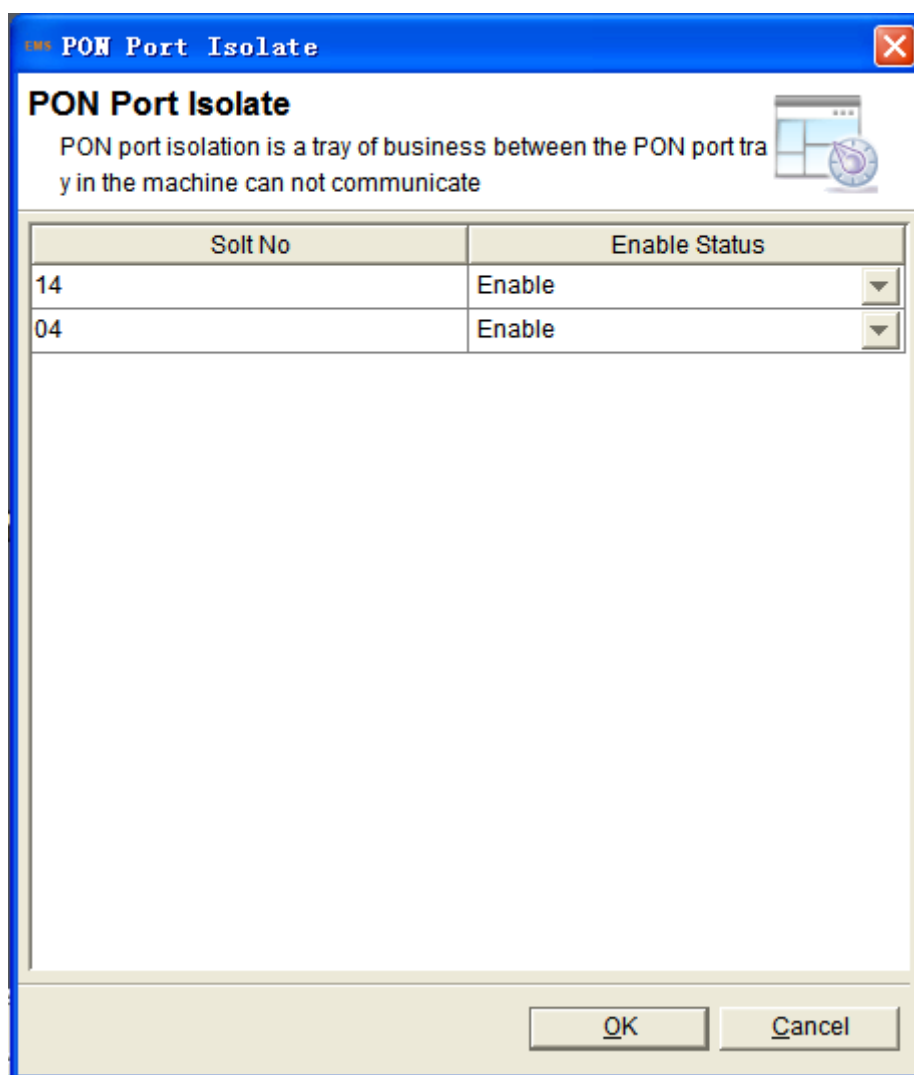 EMS PON Port Isolate
PON Port Isolate
PON port isolation is a tray of business between the PON port tra
y in the machine can not communicate
Solt No Enable Status
14 Enable
04 Enable
OK Cancel